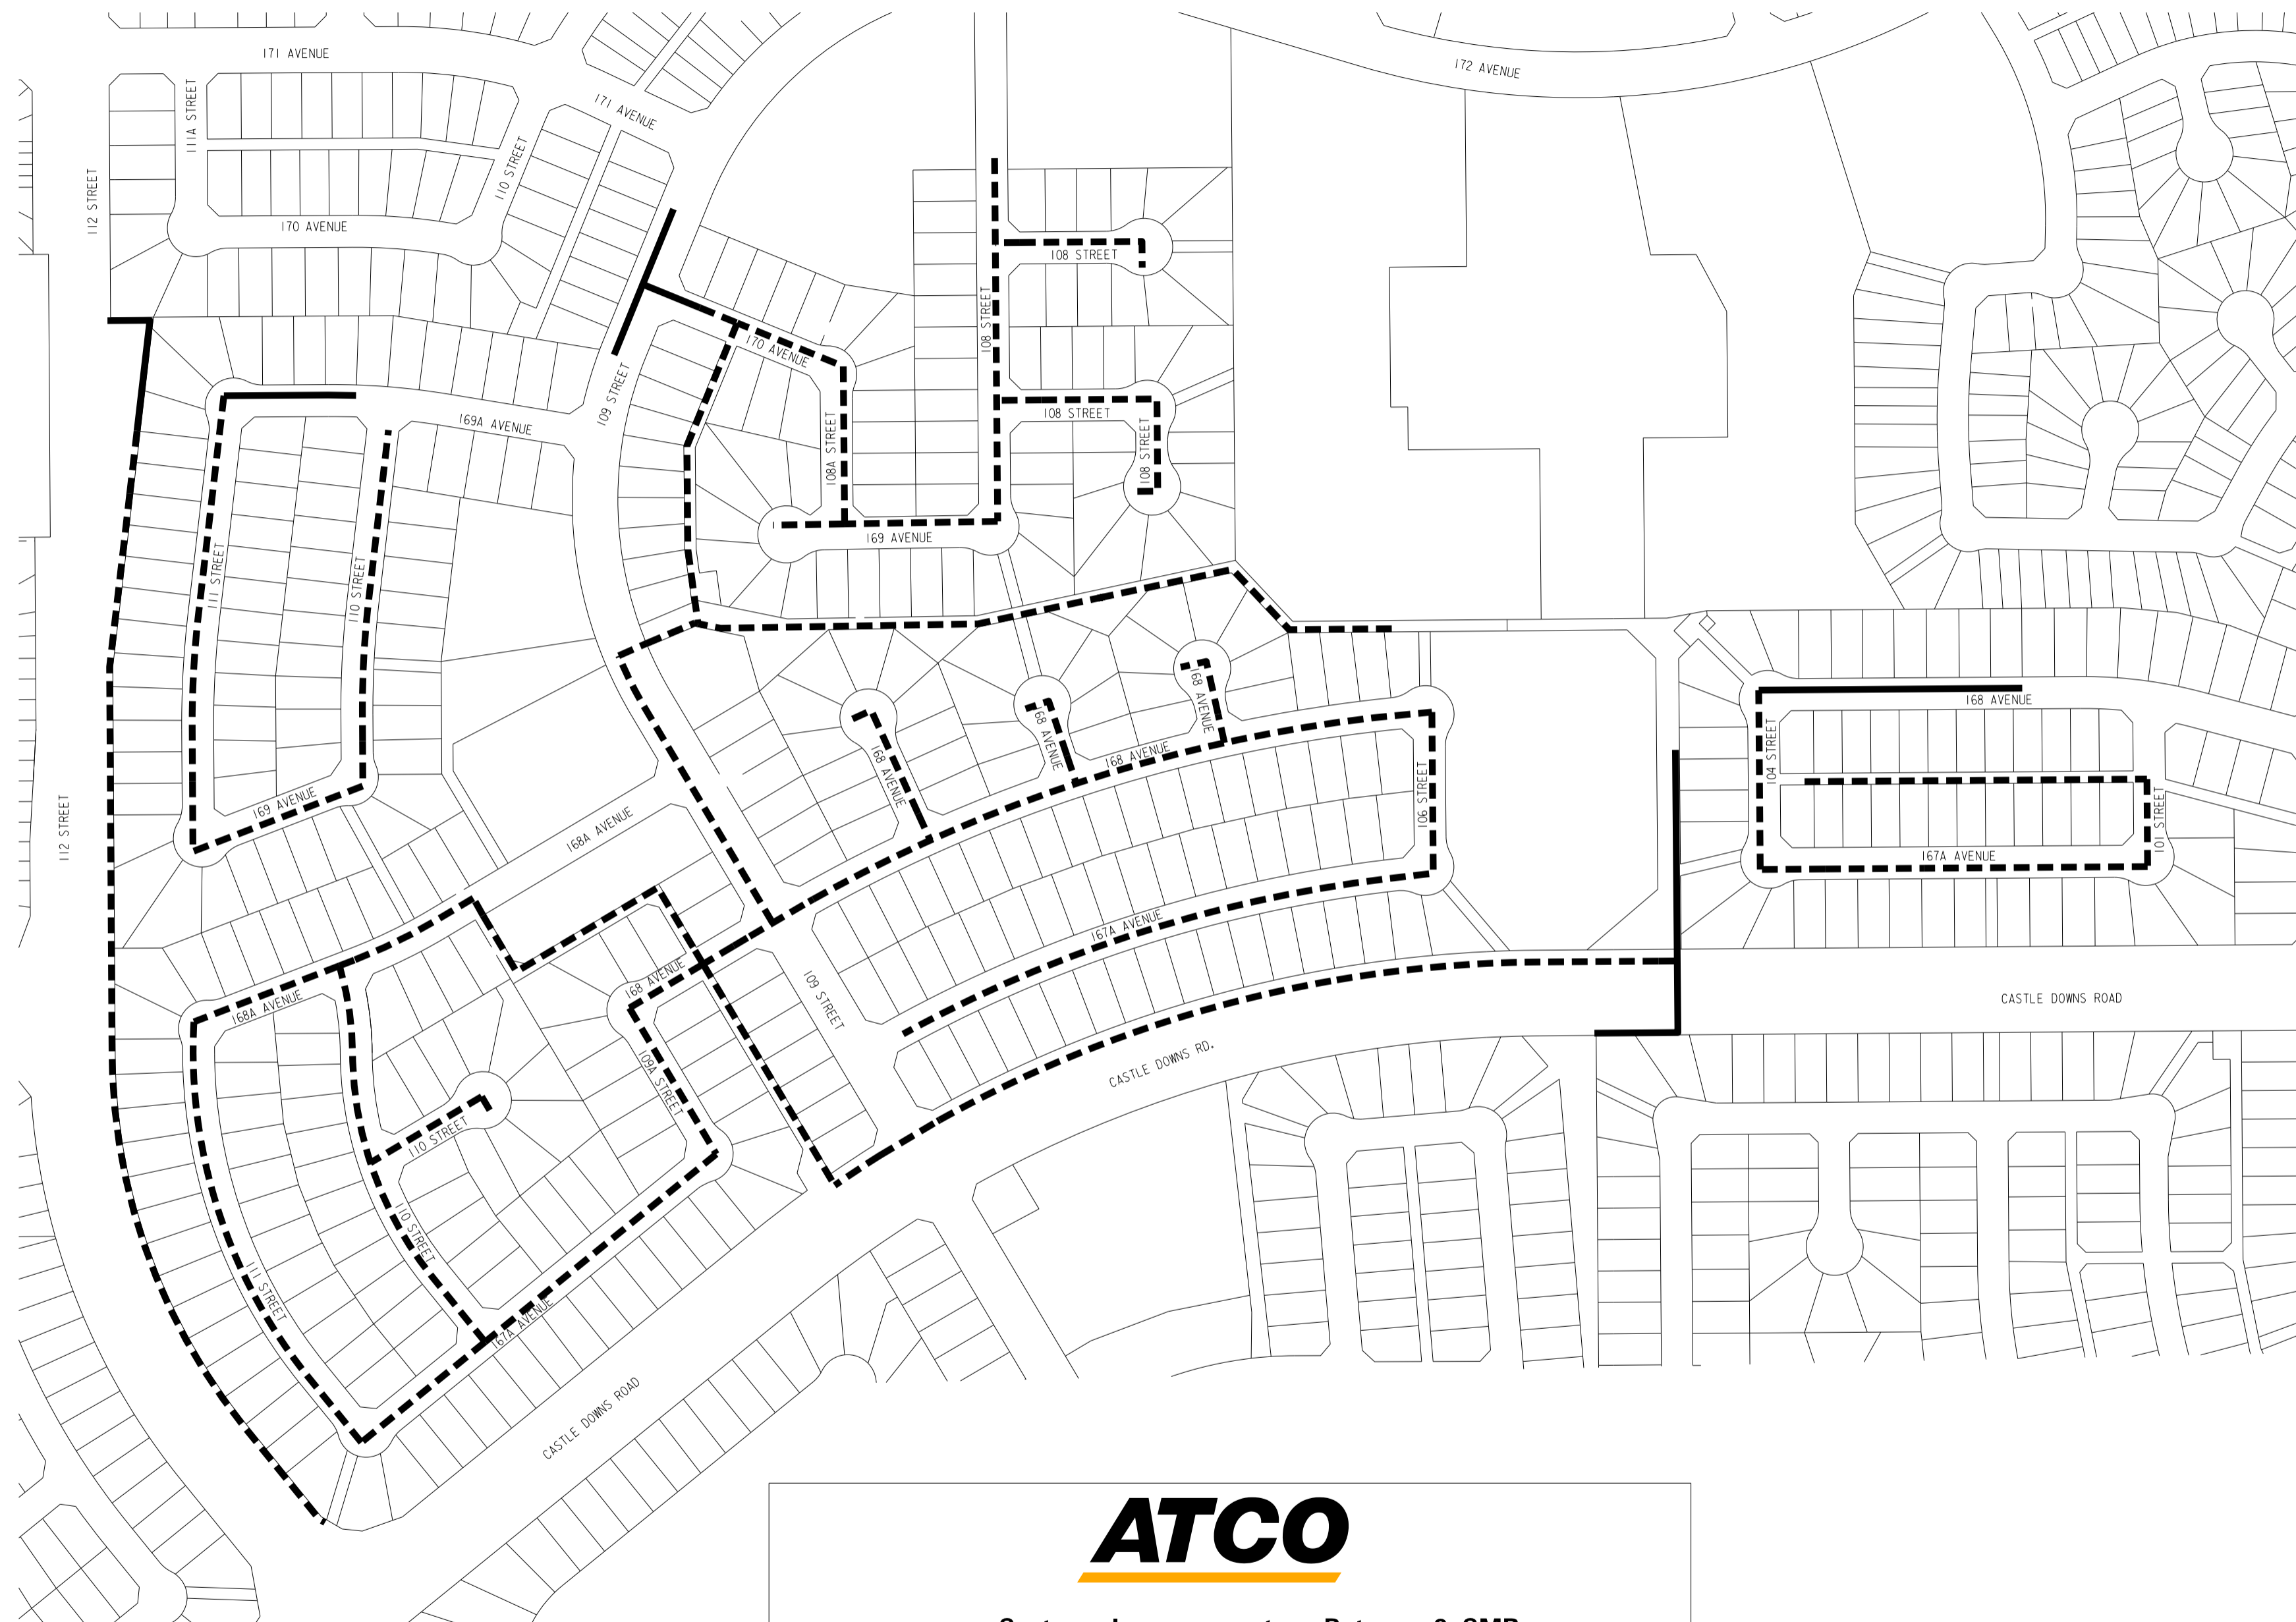 171 AVENUE
172 AVENUE
111A STREET
171 AVENUE
110 STREET
112 STREET
170 AVENUE
108 STREET
108 STREET
170 AVENUE
109 STREET
108 STREET
169A AVENUE
108A STREET
108 STREET
169 AVENUE
111 STREET
110 STREET
168 AVENUE
168 AVENUE
168 AVENUE
168 AVENUE
168 AVENUE
104 STREET
106 STREET
169 AVENUE
112 STREET
168A AVENUE
101 STREET
167A AVENUE
167A AVENUE
168 AVENUE
109 STREET
168A AVENUE
CASTLE DOWNS ROAD
109A STREET
CASTLE DOWNS RD.
110 STREET
110 STREET
111 STREET
167A AVENUE
CASTLE DOWNS ROAD
ATCO